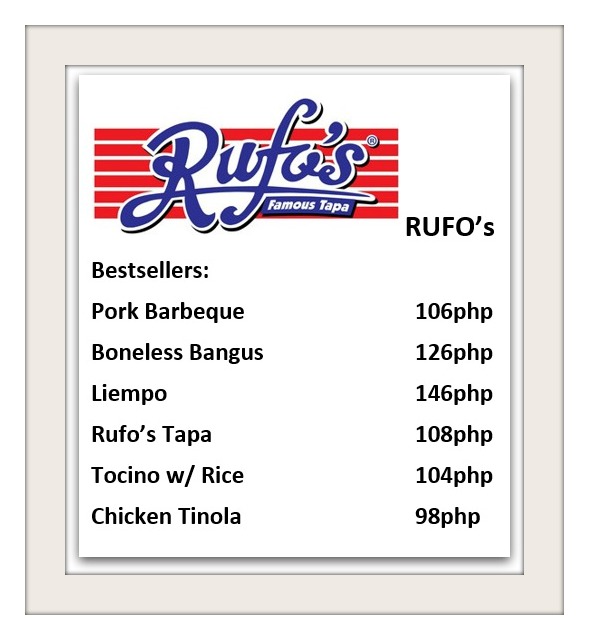 Rufo's®
Famous Tapa
RUFO’s
Bestsellers:
Pork Barbeque 106php
Boneless Bangus 126php
Liempo 146php
Rufo’s Tapa 108php
Tocino w/ Rice 104php
Chicken Tinola 98php